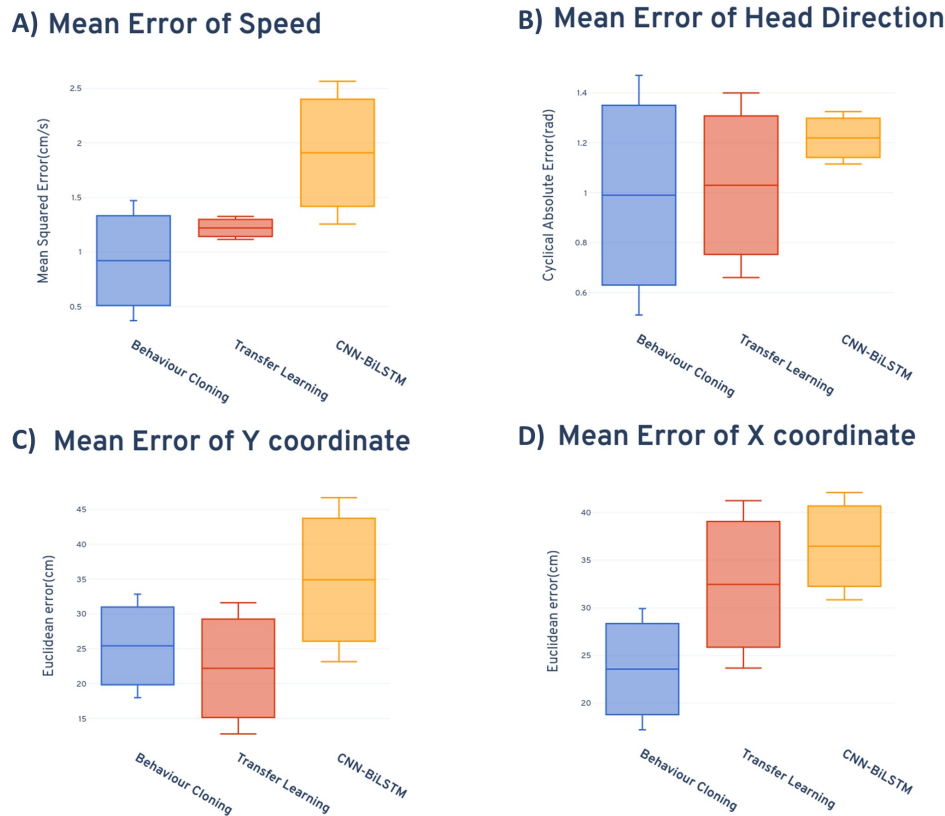 A) Mean Error of Speed
Mean Squared Error(cm/s)
2.5
2
1.5
1
0.5
Behaviour Cloning
Transfer Learning
CNN-BiLSTM
B) Mean Error of Head Direction
Cyclical Absolute Error(rad)
1.4
1.2
1
0.8
0.6
Behaviour Cloning
Transfer Learning
CNN-BiLSTM
C) Mean Error of Y coordinate
Euclidean error(cm)
45
40
35
30
25
20
15
Behaviour Cloning
Transfer Learning
CNN-BiLSTM
D) Mean Error of X coordinate
Euclidean error(cm)
40
35
30
25
20
Behaviour Cloning
Transfer Learning
CNN-BiLSTM